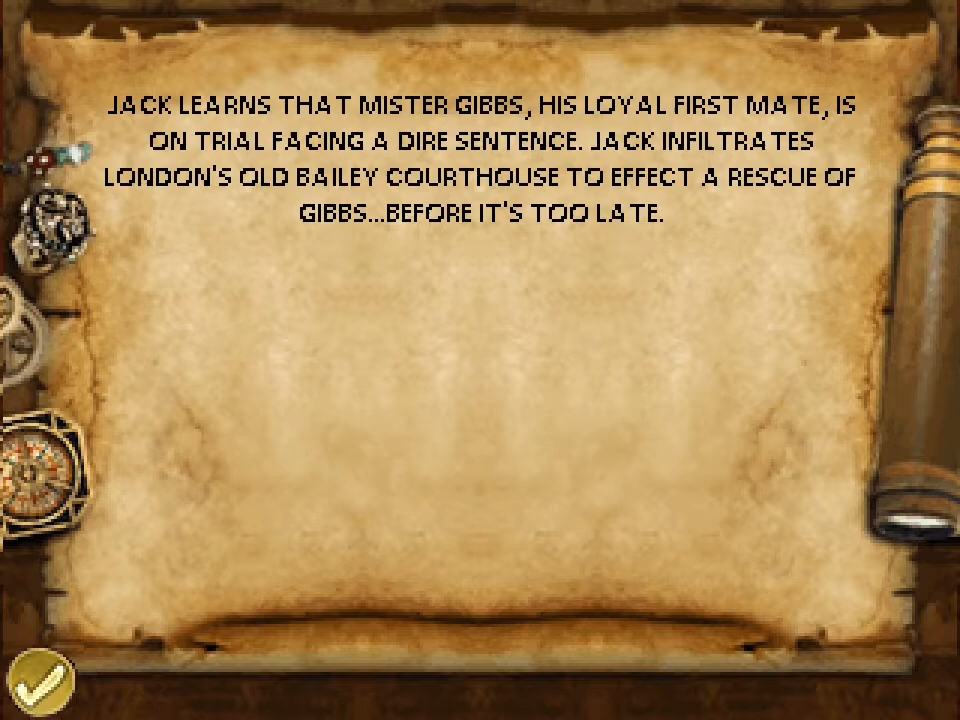 JACK LEARNS THAT MISTER GIBBS, HIS LOYAL FIRST MATE, IS
ON TRIAL FACING A DIRE SENTENCE. JACK INFILTRATES
LONDON'S OLD BAILEY COURTHOUSE TO EFFECT A RESCUE OF
GIBBS...BEFORE IT'S TOO LATE.